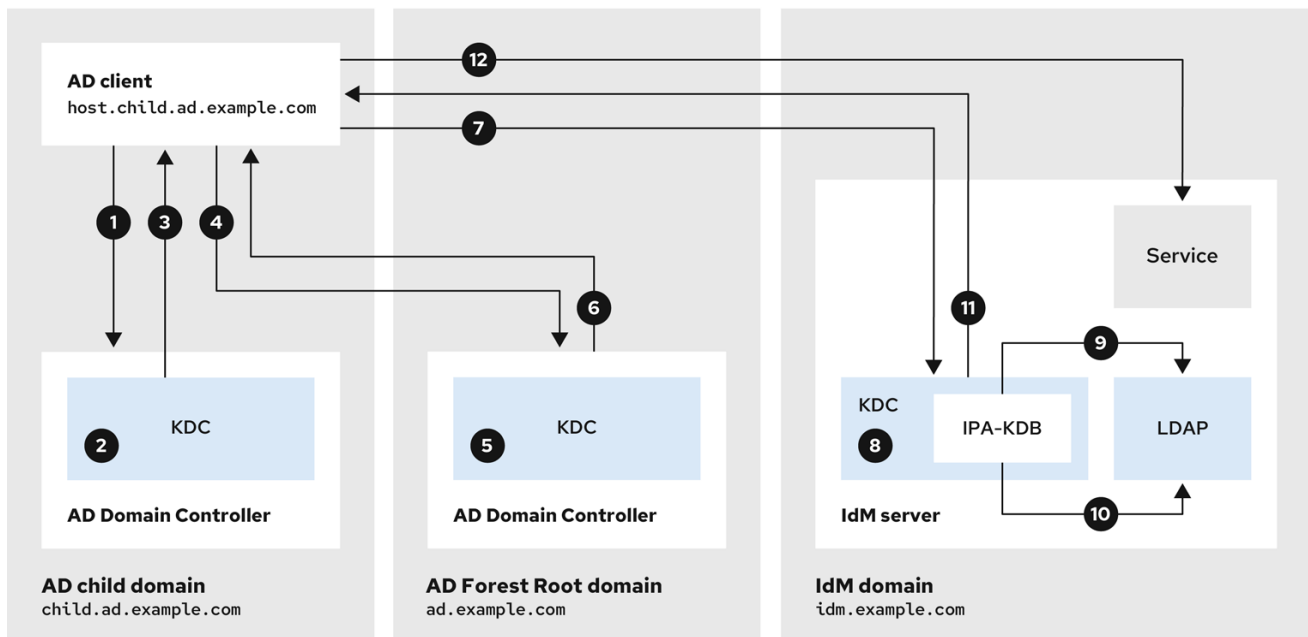 12
AD client
host.child.ad.example.com
7
1
3
4
6
11
Service
9
KDC
2
KDC
5
KDC
8
IPA-KDB
LDAP
10
AD Domain Controller
AD Domain Controller
IdM server
AD child domain
child.ad.example.com
AD Forest Root domain
ad.example.com
IdM domain
idm.example.com